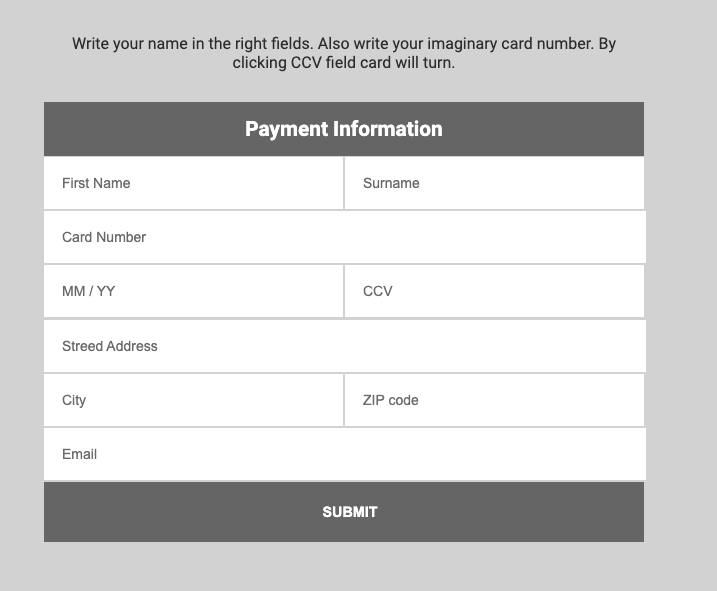 Write your name in the right fields. Also write your imaginary card number. By
clicking CCV field card will turn.
Payment Information
First Name
Surname
Card Number
MM / YY
CCV
Streed Address
City
ZIP code
Email
SUBMIT